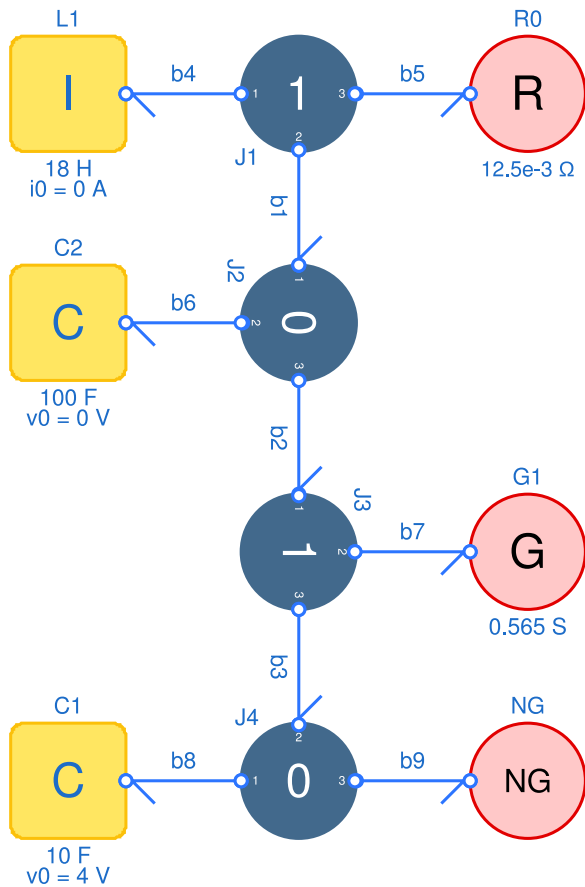 L1
R0
I
b4
1
1
3
b5
R
2
J1
18 H
i0 = 0 A
12.5e-3 Ω
b1
C2
J2
1
C
b6
2
0
3
100 F
v0 = 0 V
b2
J3
G1
1
1
2
b7
G
3
0.565 S
b3
C1
J4
NG
2
C
b8
1
0
3
b9
NG
10 F
v0 = 4 V